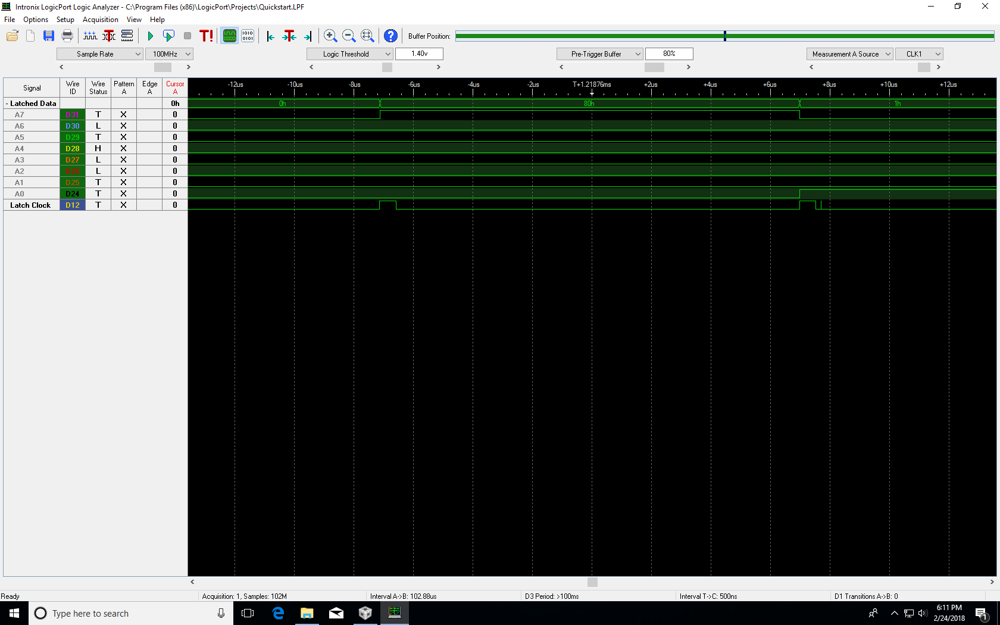 Intronix LogicPort Logic Analyzer - C:\Program Files (x86)\LogicPort\Projects\Quickstart.LPF
File Options Setup Acquisition View Help
T! Buffer Position:
Sample Rate 100MHz Logic Threshold 1.40v Pre-Trigger Buffer 80% Measurement A Source CLK1
Signal Wire ID Wire Status Pattern A Edge A Cursor A -12us -10us -8us -6us -4us -2us T+1.21876ms +2us +4us +6us +8us +10us +12us
- Latched Data 0h 0h 80h 1h
A7 D31 T X 0
A6 D30 L X 0
A5 D29 T X 0
A4 D28 H X 0
A3 D27 L X 0
A2 D26 L X 0
A1 D25 T X 0
A0 D24 T X 0
Latch Clock D12 T X 0
Ready Acquisition: 1, Samples: 102M Interval A->B: 102.88us D3 Period: >100ms Interval T->C: 500ns D1 Transitions A->B: 0
Type here to search
6:11 PM
2/24/2018
1